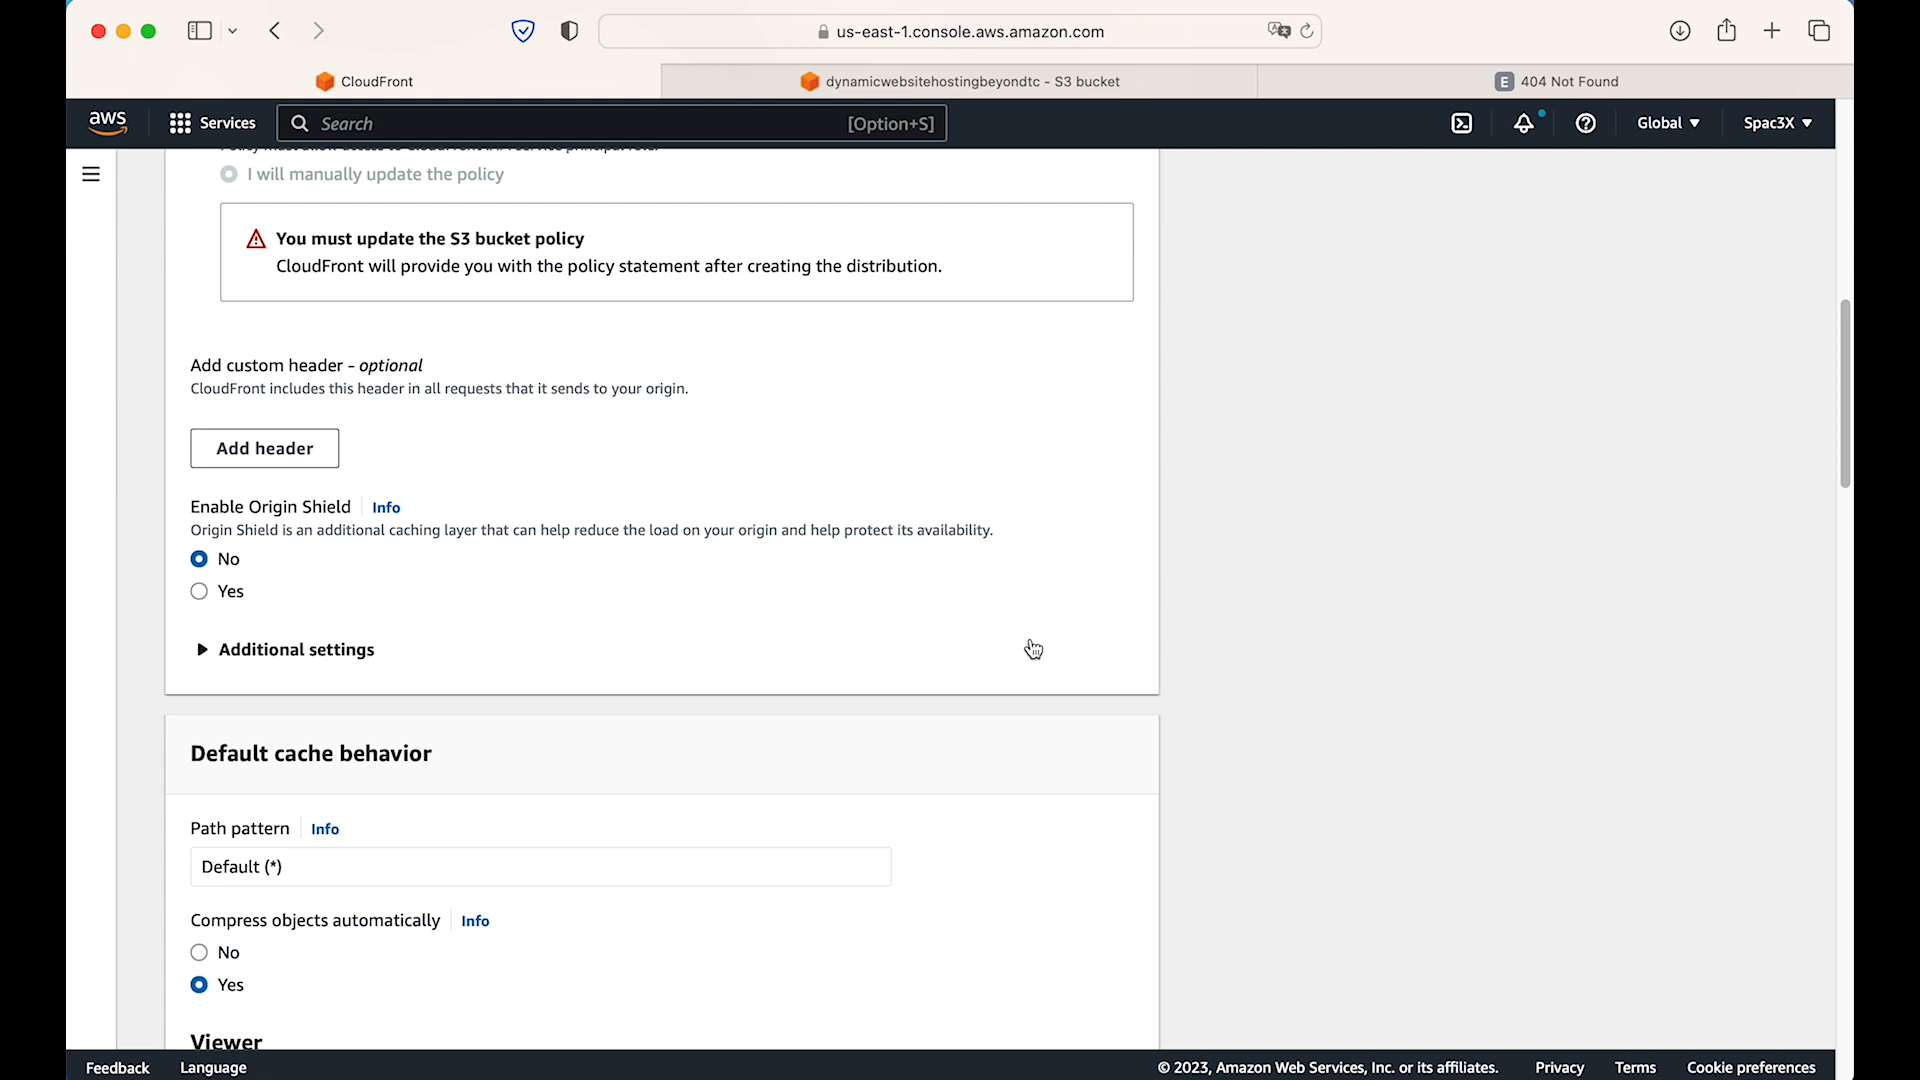 us-east-1.console.aws.amazon.com
CloudFront
dynamicwebsitehostingbeyondtc - S3 bucket
E 404 Not Found
aws
Services
Search [Option+S]
Global
Spac3X
I will manually update the policy
You must update the S3 bucket policy
CloudFront will provide you with the policy statement after creating the distribution.
Add custom header - optional
CloudFront includes this header in all requests that it sends to your origin.
Add header
Enable Origin Shield Info
Origin Shield is an additional caching layer that can help reduce the load on your origin and help protect its availability.
No
Yes
Additional settings
Default cache behavior
Path pattern Info
Default (*)
Compress objects automatically Info
No
Yes
Viewer
Feedback Language © 2023, Amazon Web Services, Inc. or its affiliates. Privacy Terms Cookie preferences